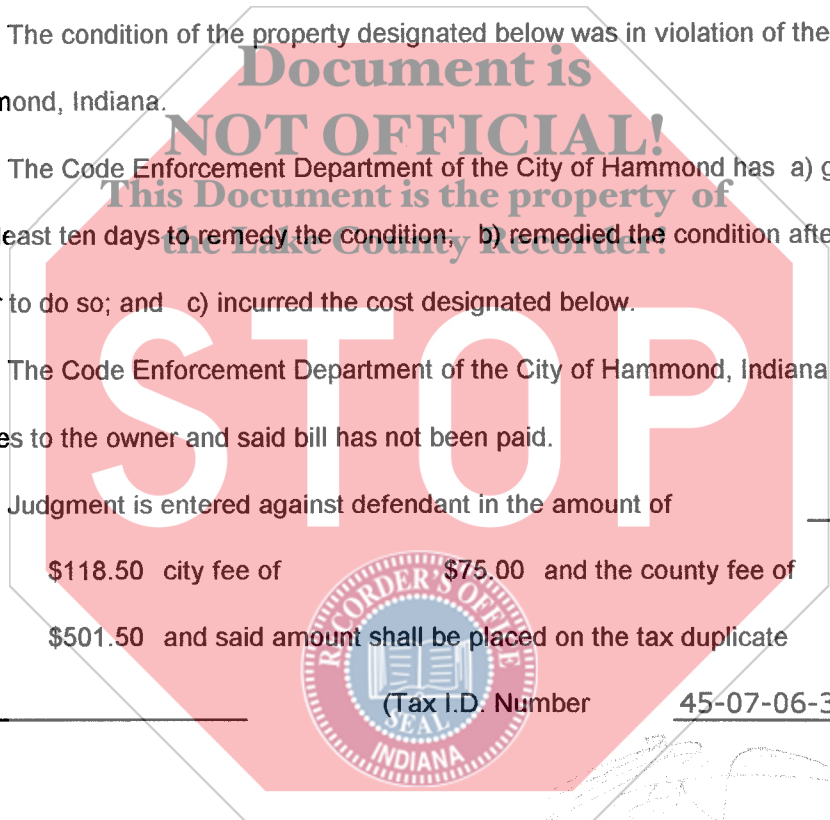 The condition of the property designated below was in violation of the
Document is
mond, Indiana.
NOT OFFICIAL!
The Code Enforcement Department of the City of Hammond has a) g
This Document is the property of
least ten days to remedy the condition; b) remedied the condition afte
the Lake County Recorder!
to do so; and c) incurred the cost designated below.
STOP
The Code Enforcement Department of the City of Hammond, Indiana
es to the owner and said bill has not been paid.
Judgment is entered against defendant in the amount of
$118.50 city fee of $75.00 and the county fee of
$501.50 and said amount shall be placed on the tax duplicate
(Tax I.D. Number 45-07-06-3
RECORDER'S OFFICE
SEAL
INDIANA